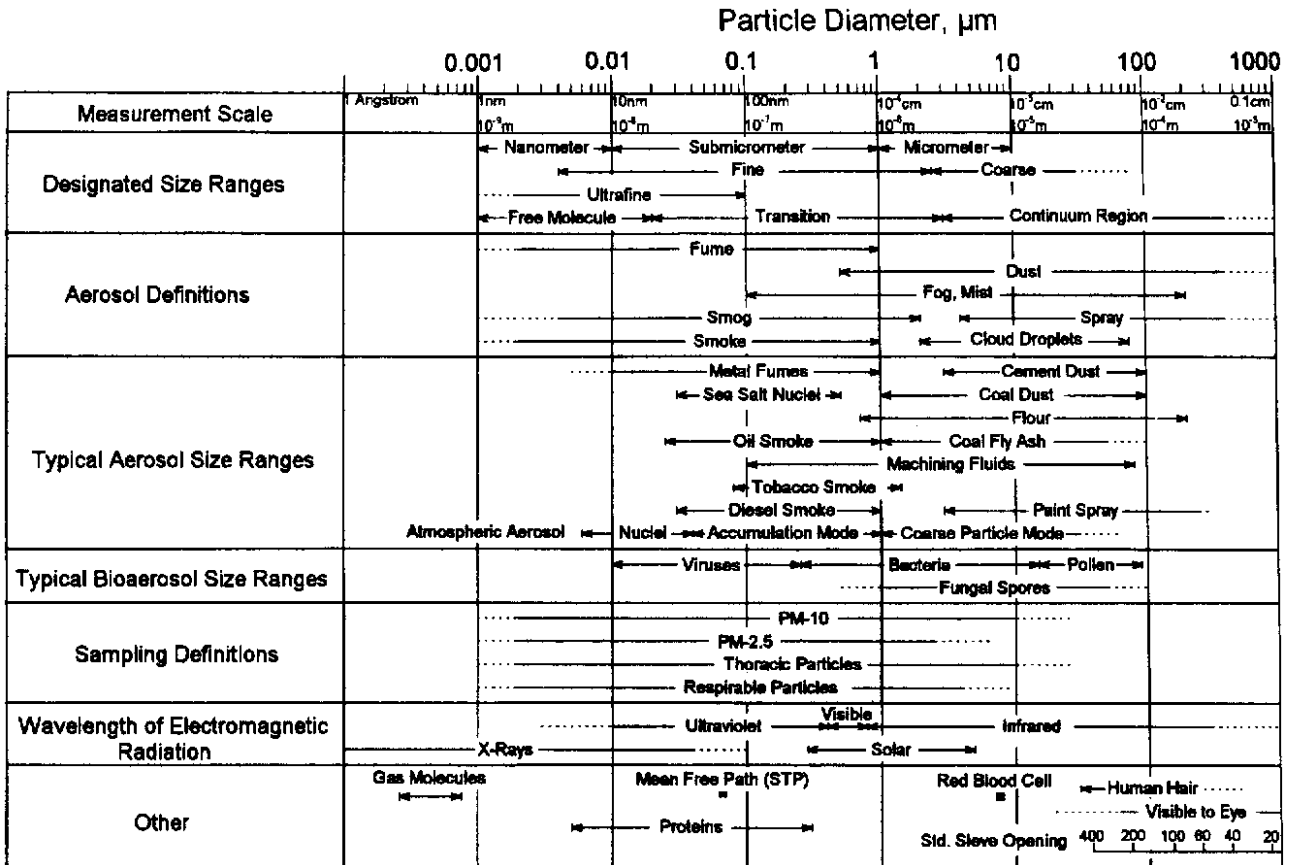 Particle Diameter, µm
0.001 0.01 0.1 1 10 100 1000
Measurement Scale
1 Angstrom 1nm 10nm 100nm 10⁻⁴cm 10⁻³cm 10⁻²cm 0.1cm
10⁻⁹m 10⁻⁸m 10⁻⁷m 10⁻⁶m 10⁻⁵m 10⁻⁴m 10⁻³m
Designated Size Ranges
Nanometer Submicrometer Micrometer
Fine Coarse
Ultrafine
Free Molecule Transition Continuum Region
Aerosol Definitions
Fume
Dust
Fog, Mist
Smog Spray
Smoke Cloud Droplets
Typical Aerosol Size Ranges
Metal Fumes Cement Dust
Sea Salt Nuclei Coal Dust
Flour
Oil Smoke Coal Fly Ash
Machining Fluids
Tobacco Smoke
Diesel Smoke Paint Spray
Atmospheric Aerosol Nuclei Accumulation Mode Coarse Particle Mode
Typical Bioaerosol Size Ranges
Viruses Bacteria Pollen
Fungal Spores
Sampling Definitions
PM-10
PM-2.5
Thoracic Particles
Respirable Particles
Wavelength of Electromagnetic
Radiation
Ultraviolet Visible Infrared
X-Rays Solar
Other
Gas Molecules Mean Free Path (STP) Red Blood Cell
Human Hair
Visible to Eye
Proteins
Std. Sieve Opening 400 200 100 60 40 20